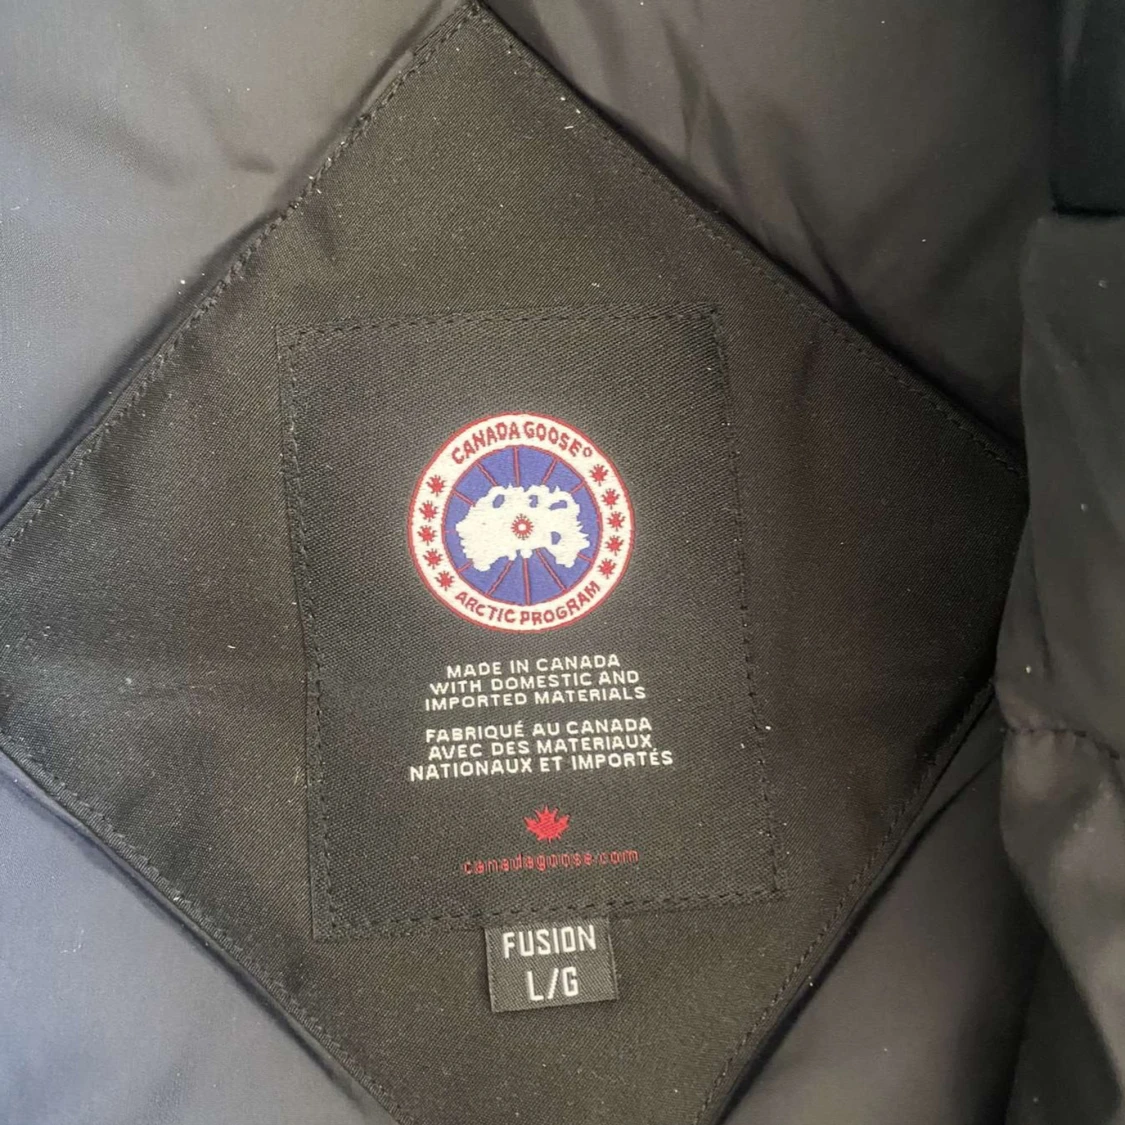 CANADA GOOSE®
ARCTIC PROGRAM
MADE IN CANADA
WITH DOMESTIC AND
IMPORTED MATERIALS
FABRIQUÉ AU CANADA
AVEC DES MATERIAUX
NATIONAUX ET IMPORTÉS
canadagoose.com
FUSION
L/G